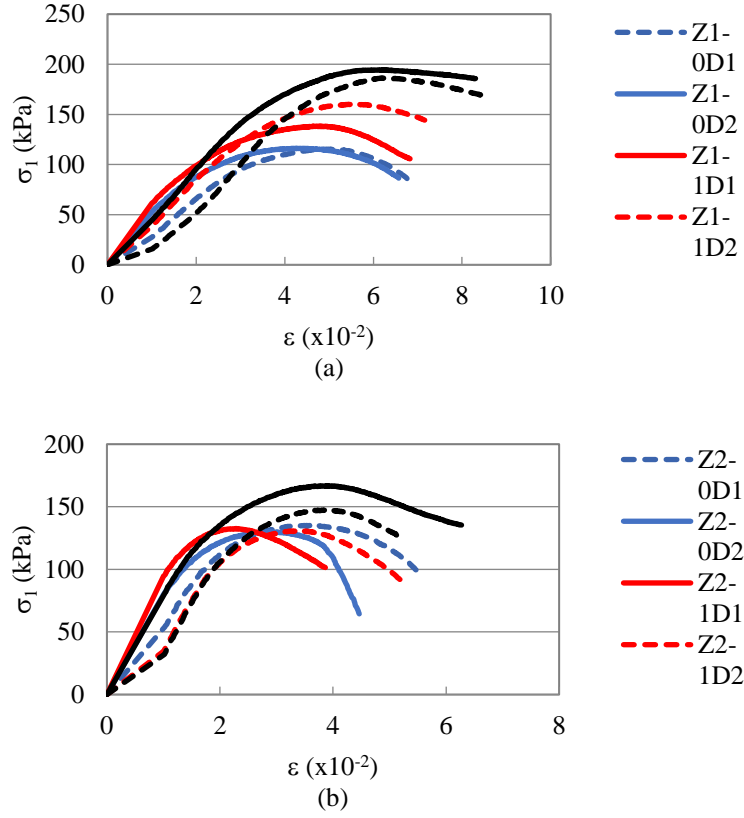 250
200
150
100
50
0
σ1 (kPa)
0 2 4 6 8 10
ε (x10-2)
(a)
Z1-
0D1
Z1-
0D2
Z1-
1D1
Z1-
1D2
200
150
100
50
0
σ1 (kPa)
0 2 4 6 8
ε (x10-2)
(b)
Z2-
0D1
Z2-
0D2
Z2-
1D1
Z2-
1D2